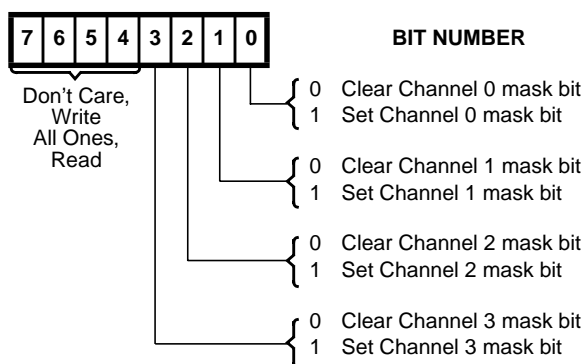 7 6 5 4 3 2 1 0 BIT NUMBER
Don't Care,
Write
All Ones,
Read
0 Clear Channel 0 mask bit
1 Set Channel 0 mask bit
0 Clear Channel 1 mask bit
1 Set Channel 1 mask bit
0 Clear Channel 2 mask bit
1 Set Channel 2 mask bit
0 Clear Channel 3 mask bit
1 Set Channel 3 mask bit